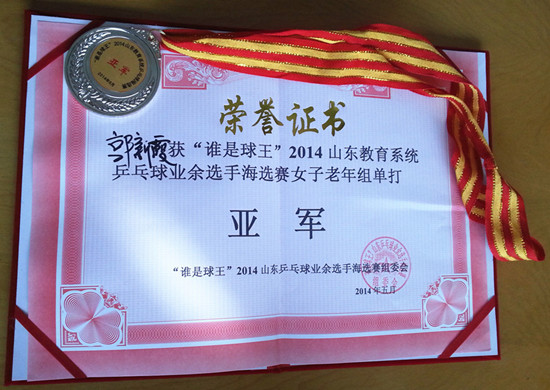 亚军
荣誉证书
郭新霞获“谁是球王”2014山东教育系统
乒乓球业余选手海选赛女子老年组单打
亚军
“谁是球王”2014山东乒乓球业余选手海选赛组委会
2014年五月